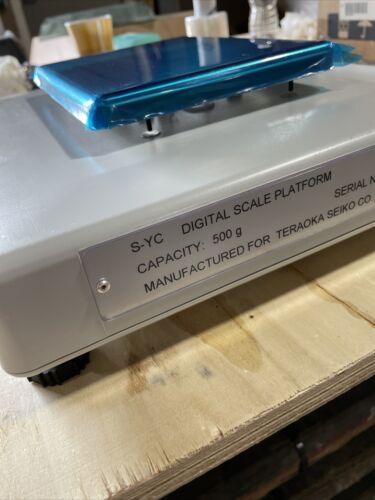 S-YC DIGITAL SCALE PLATFORM
CAPACITY: 500 g SERIAL N
MANUFACTURED FOR TERAOKA SEIKO CO.